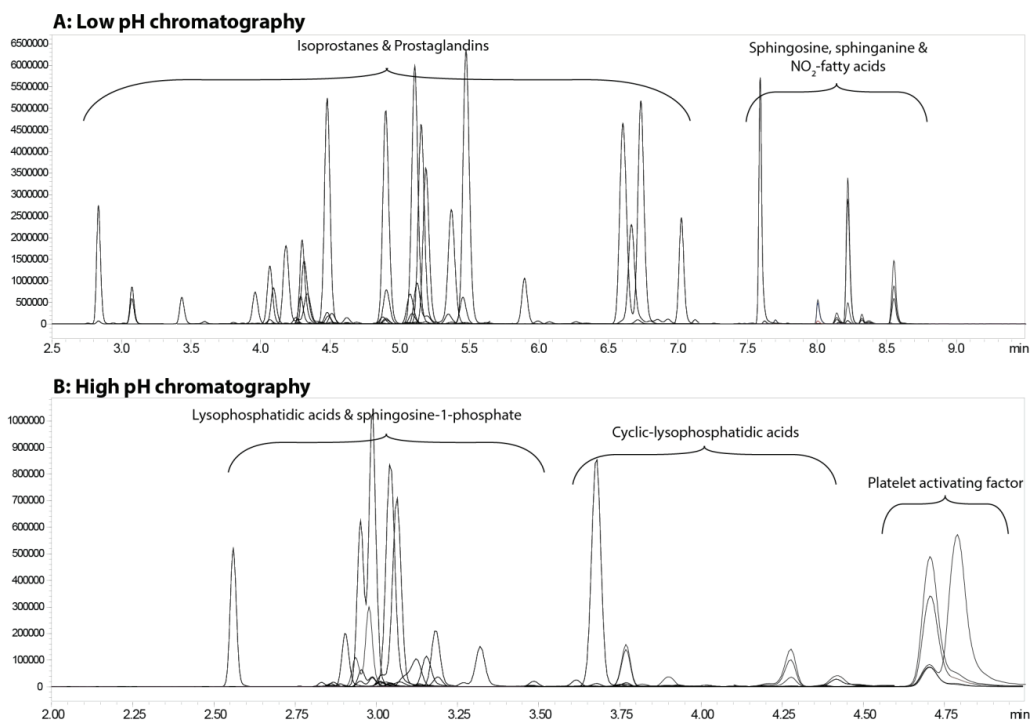 A: Low pH chromatography
Isoprostanes & Prostaglandins
Sphingosine, sphinganine &
NO2-fatty acids
6500000
6000000
5500000
5000000
4500000
4000000
3500000
3000000
2500000
2000000
1500000
1000000
500000
0
2.5 3.0 3.5 4.0 4.5 5.0 5.5 6.0 6.5 7.0 7.5 8.0 8.5 9.0 min
B: High pH chromatography
Lysophosphatidic acids & sphingosine-1-phosphate
Cyclic-lysophosphatidic acids
Platelet activating factor
1000000
900000
800000
700000
600000
500000
400000
300000
200000
100000
0
2.00 2.25 2.50 2.75 3.00 3.25 3.50 3.75 4.00 4.25 4.50 4.75 min